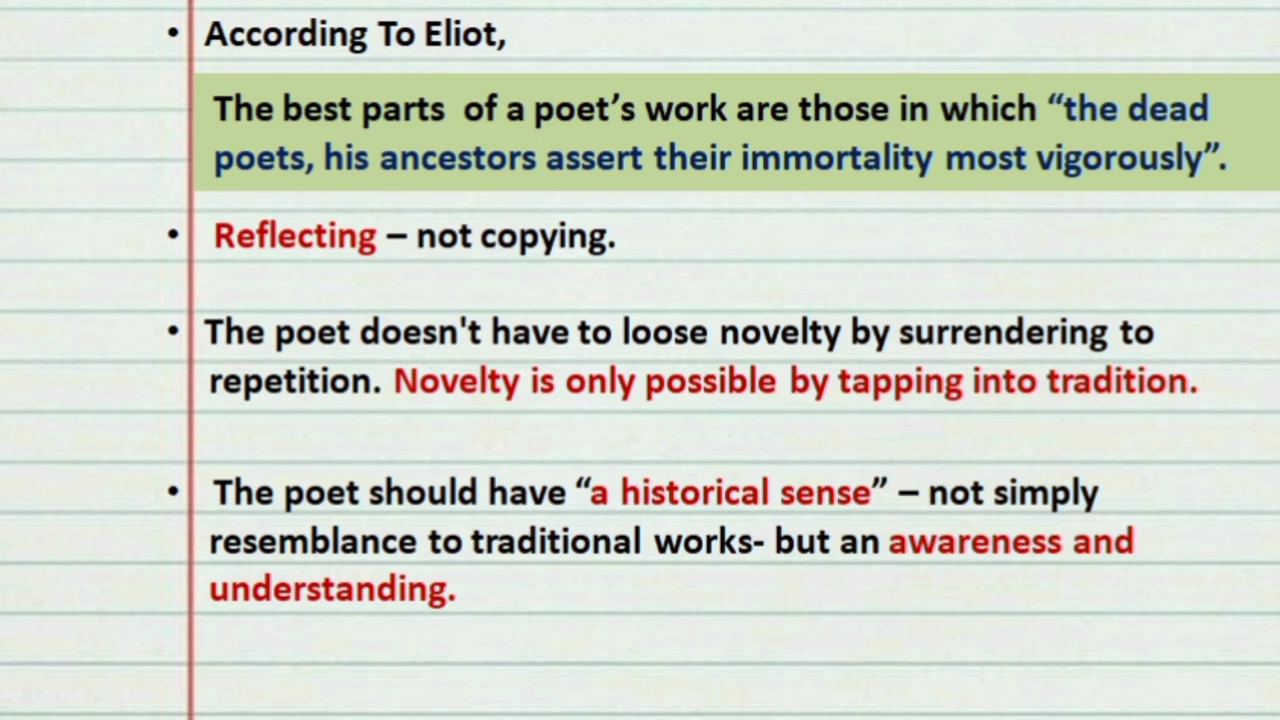 • According To Eliot,
The best parts of a poet’s work are those in which “the dead
poets, his ancestors assert their immortality most vigorously”.
• Reflecting – not copying.
• The poet doesn't have to loose novelty by surrendering to
repetition. Novelty is only possible by tapping into tradition.
• The poet should have “a historical sense” – not simply
resemblance to traditional works- but an awareness and
understanding.